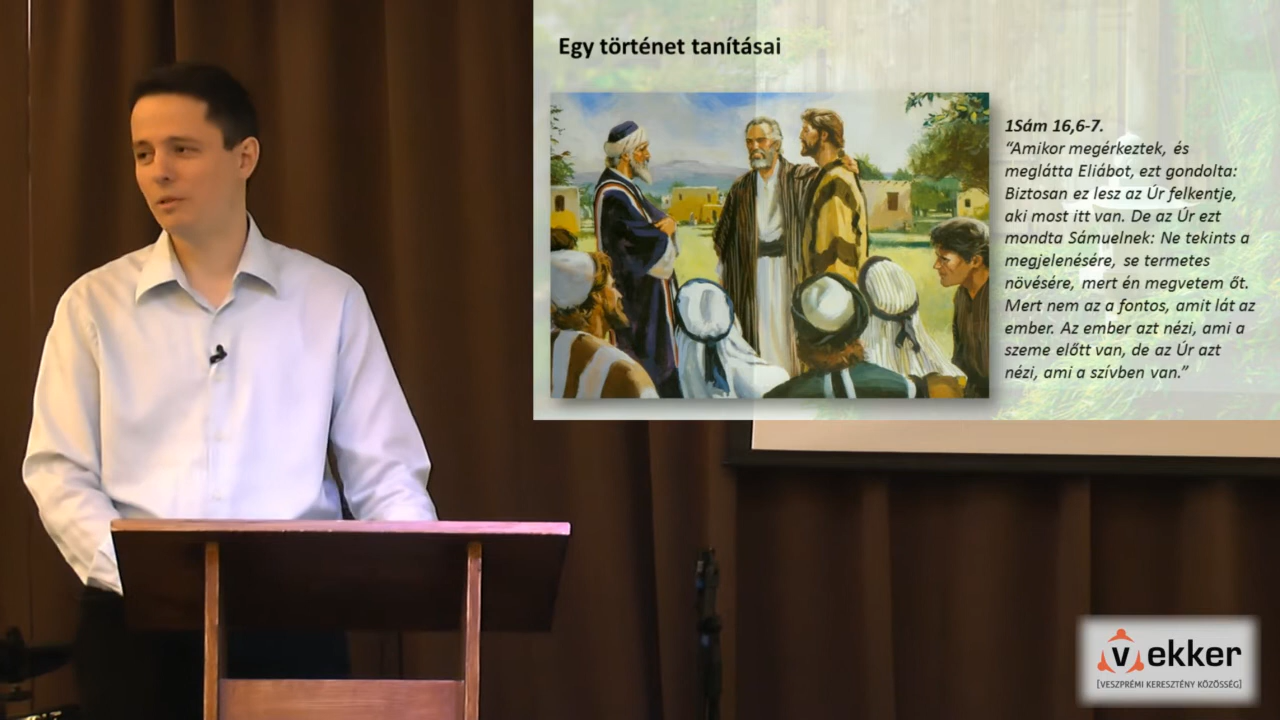 Egy történet tanításai
1Sám 16,6-7.
“Amikor megérkeztek, és
meglátta Eliábot, ezt gondolta:
Biztosan ez lesz az Úr felkentje,
aki most itt van. De az Úr ezt
mondta Sámuelnek: Ne tekints a
megjelenésére, se termetes
növésére, mert én megvetem őt.
Mert nem az a fontos, amit lát az
ember. Az ember azt nézi, ami a
szeme előtt van, de az Úr azt
nézi, ami a szívben van.”
vekker
[VESZPRÉMI KERESZTÉNY KÖZÖSSÉG]